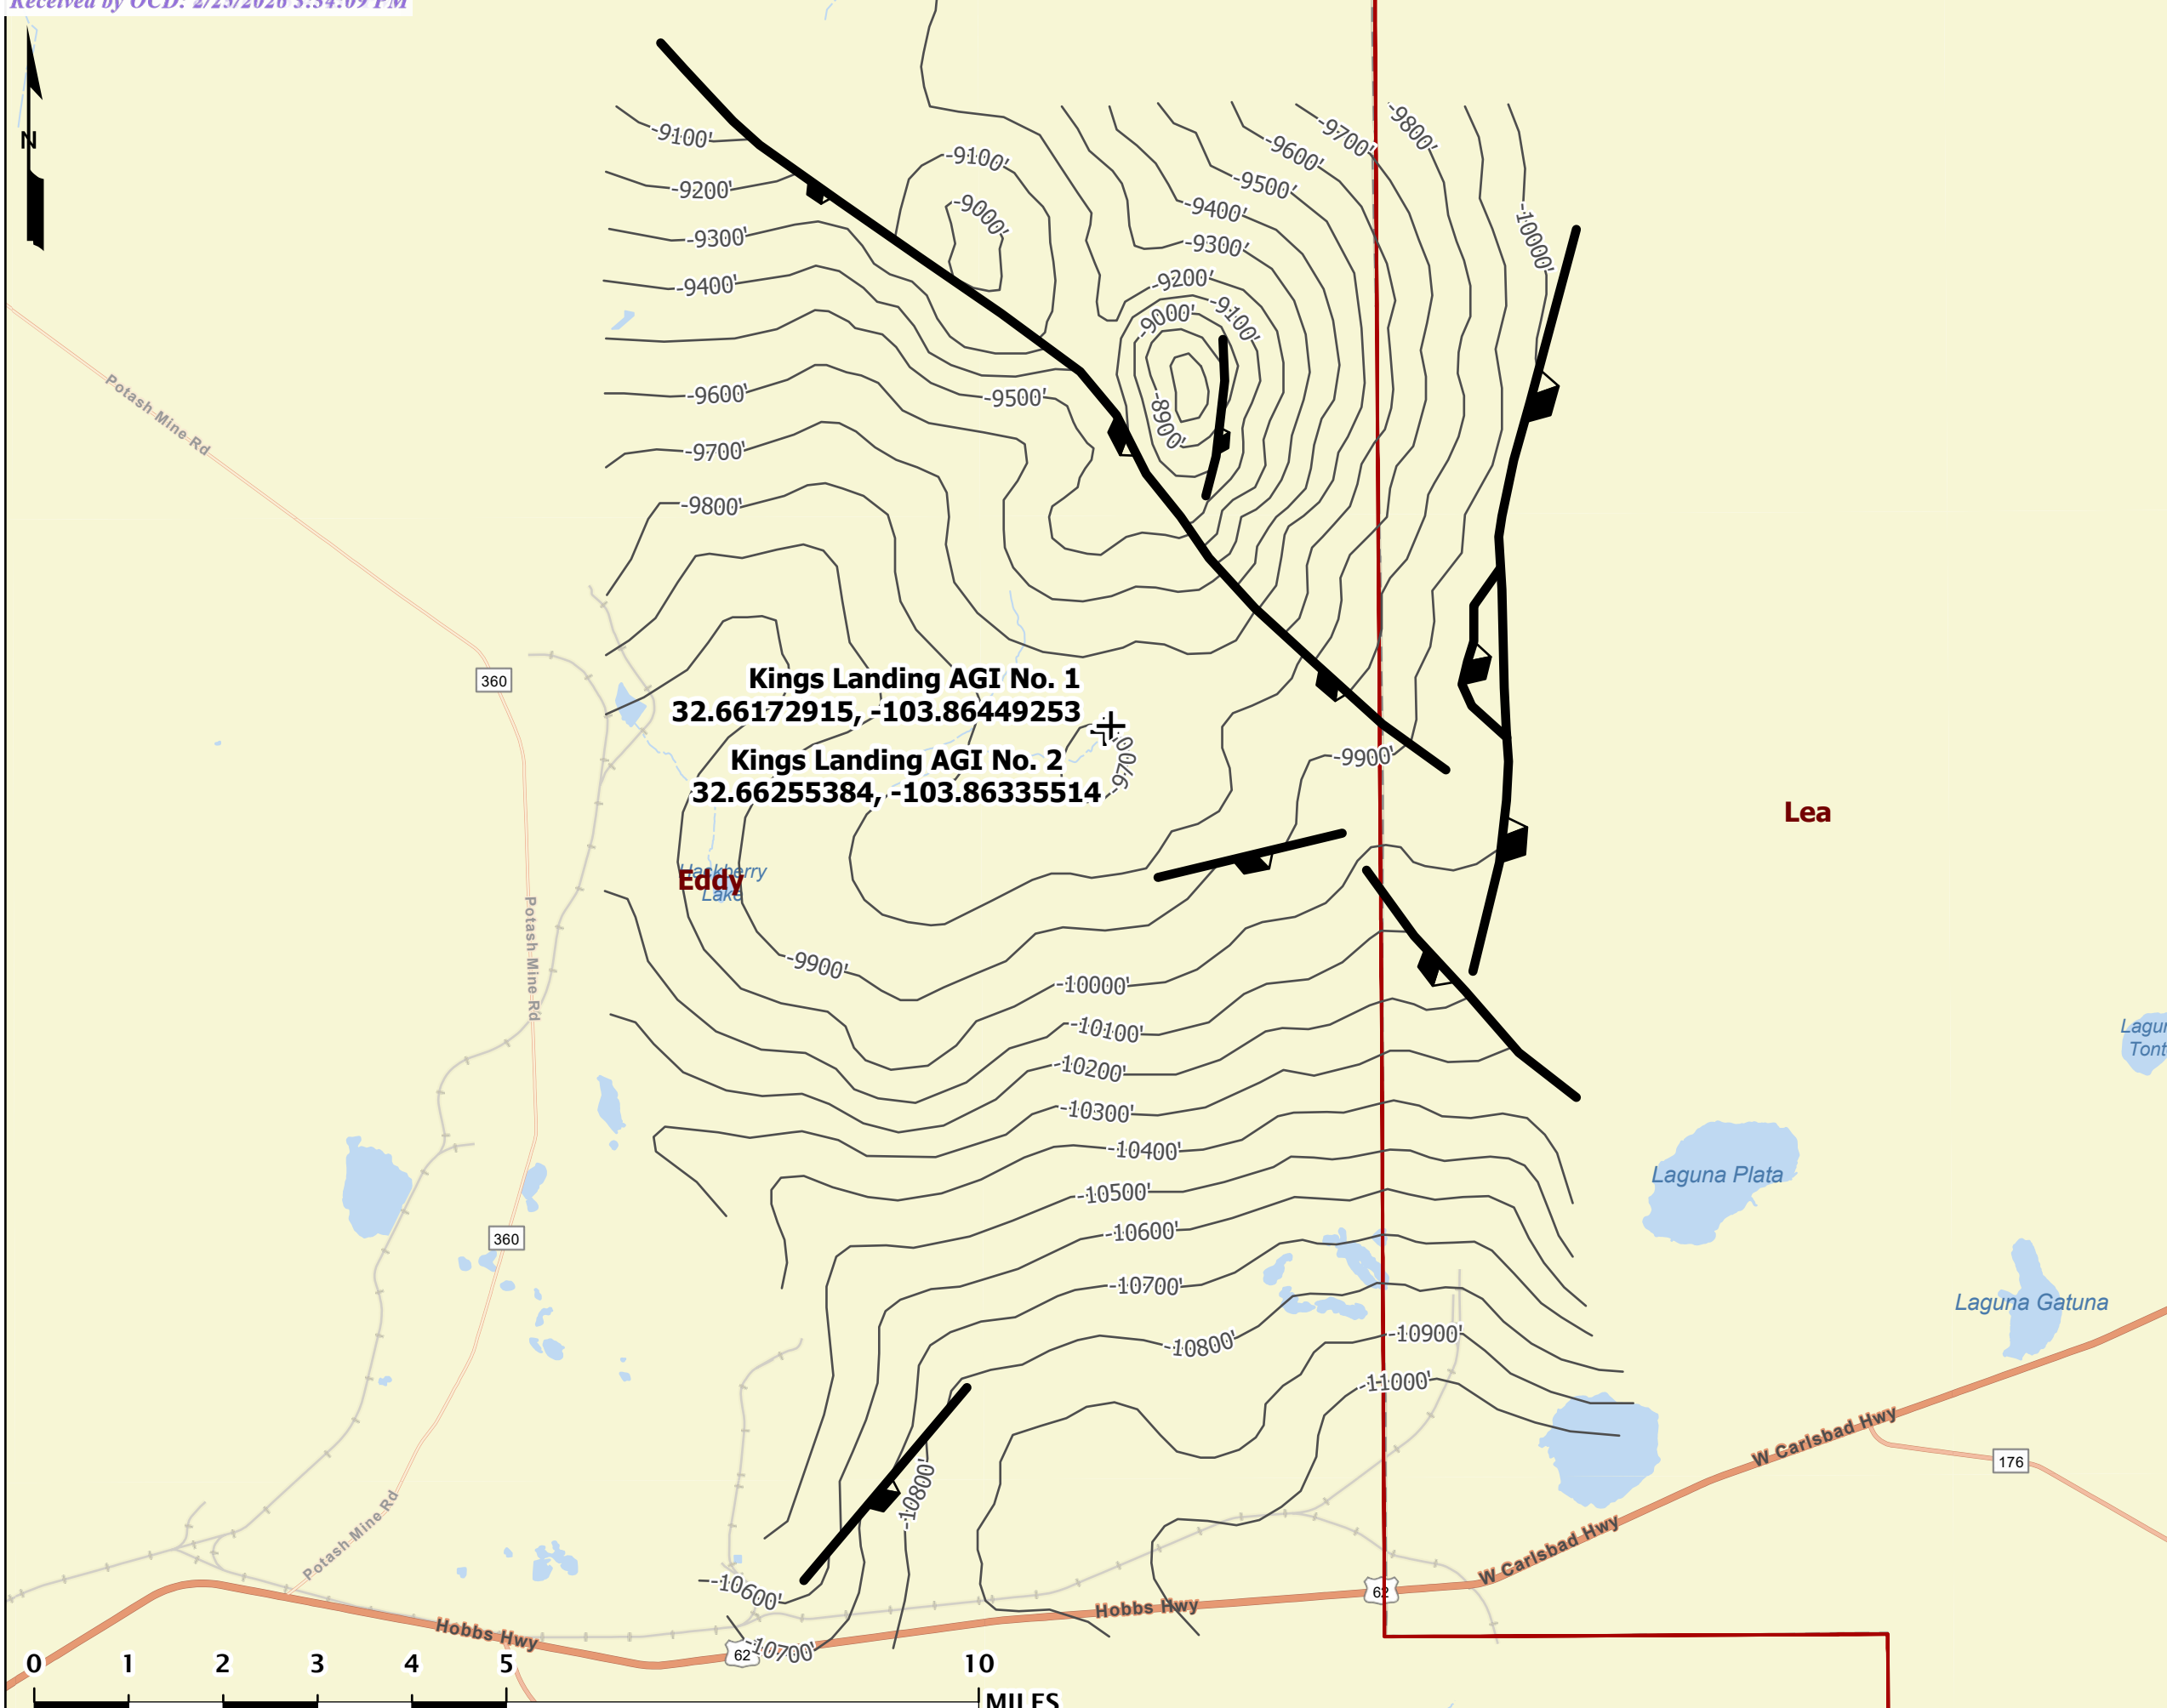 Received by OCD: 2/25/2026 3:34:09 PM
N
-9100'
-9200'
-9300'
-9400'
-9600'
-9700'
-9800'
-9100'
-9000'
-9500'
-9800'
-9700'
-9600'
-9500'
-9400'
-9300'
-9200'
-9100'
-9000'
-8900'
-10000'
Potash Mine Rd
360
Kings Landing AGI No. 1
32.66172915, -103.86449253
Kings Landing AGI No. 2
32.66255384, -103.86335514
-9700'
-9900'
Lea
Hackberry
Lake
Eddy
Potash Mine Rd
-9900'
-10000'
-10100'
-10200'
-10300'
-10400'
-10500'
-10600'
-10700'
-10800'
-10900'
-11000'
Laguna Plata
Laguna Gatuna
360
W Carlsbad Hwy
176
W Carlsbad Hwy
Potash Mine Rd
-10800'
-10600'
-10700'
Hobbs Hwy
62
Hobbs Hwy
62
0 1 2 3 4 5 10
MILES